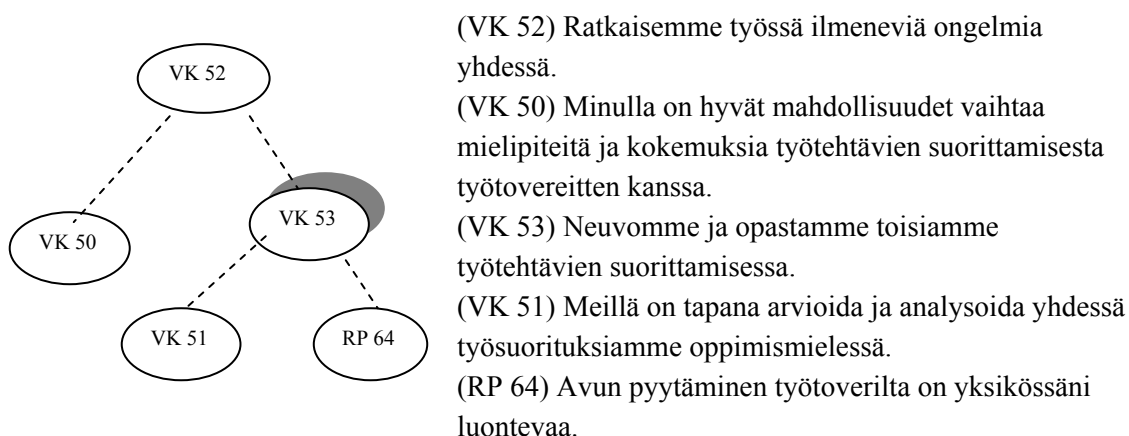 VK 52
VK 50
VK 53
VK 51
RP 64
(VK 52) Ratkaisemme työssä ilmeneviä ongelmia
yhdessä.
(VK 50) Minulla on hyvät mahdollisuudet vaihtaa
mielipiteitä ja kokemuksia työtehtävien suorittamisesta
työtovereitten kanssa.
(VK 53) Neuvomme ja opastamme toisiamme
työtehtävien suorittamisessa.
(VK 51) Meillä on tapana arvioida ja analysoida yhdessä
työsuorituksiamme oppimismielessä.
(RP 64) Avun pyytäminen työtoverilta on yksikössäni
luontevaa.